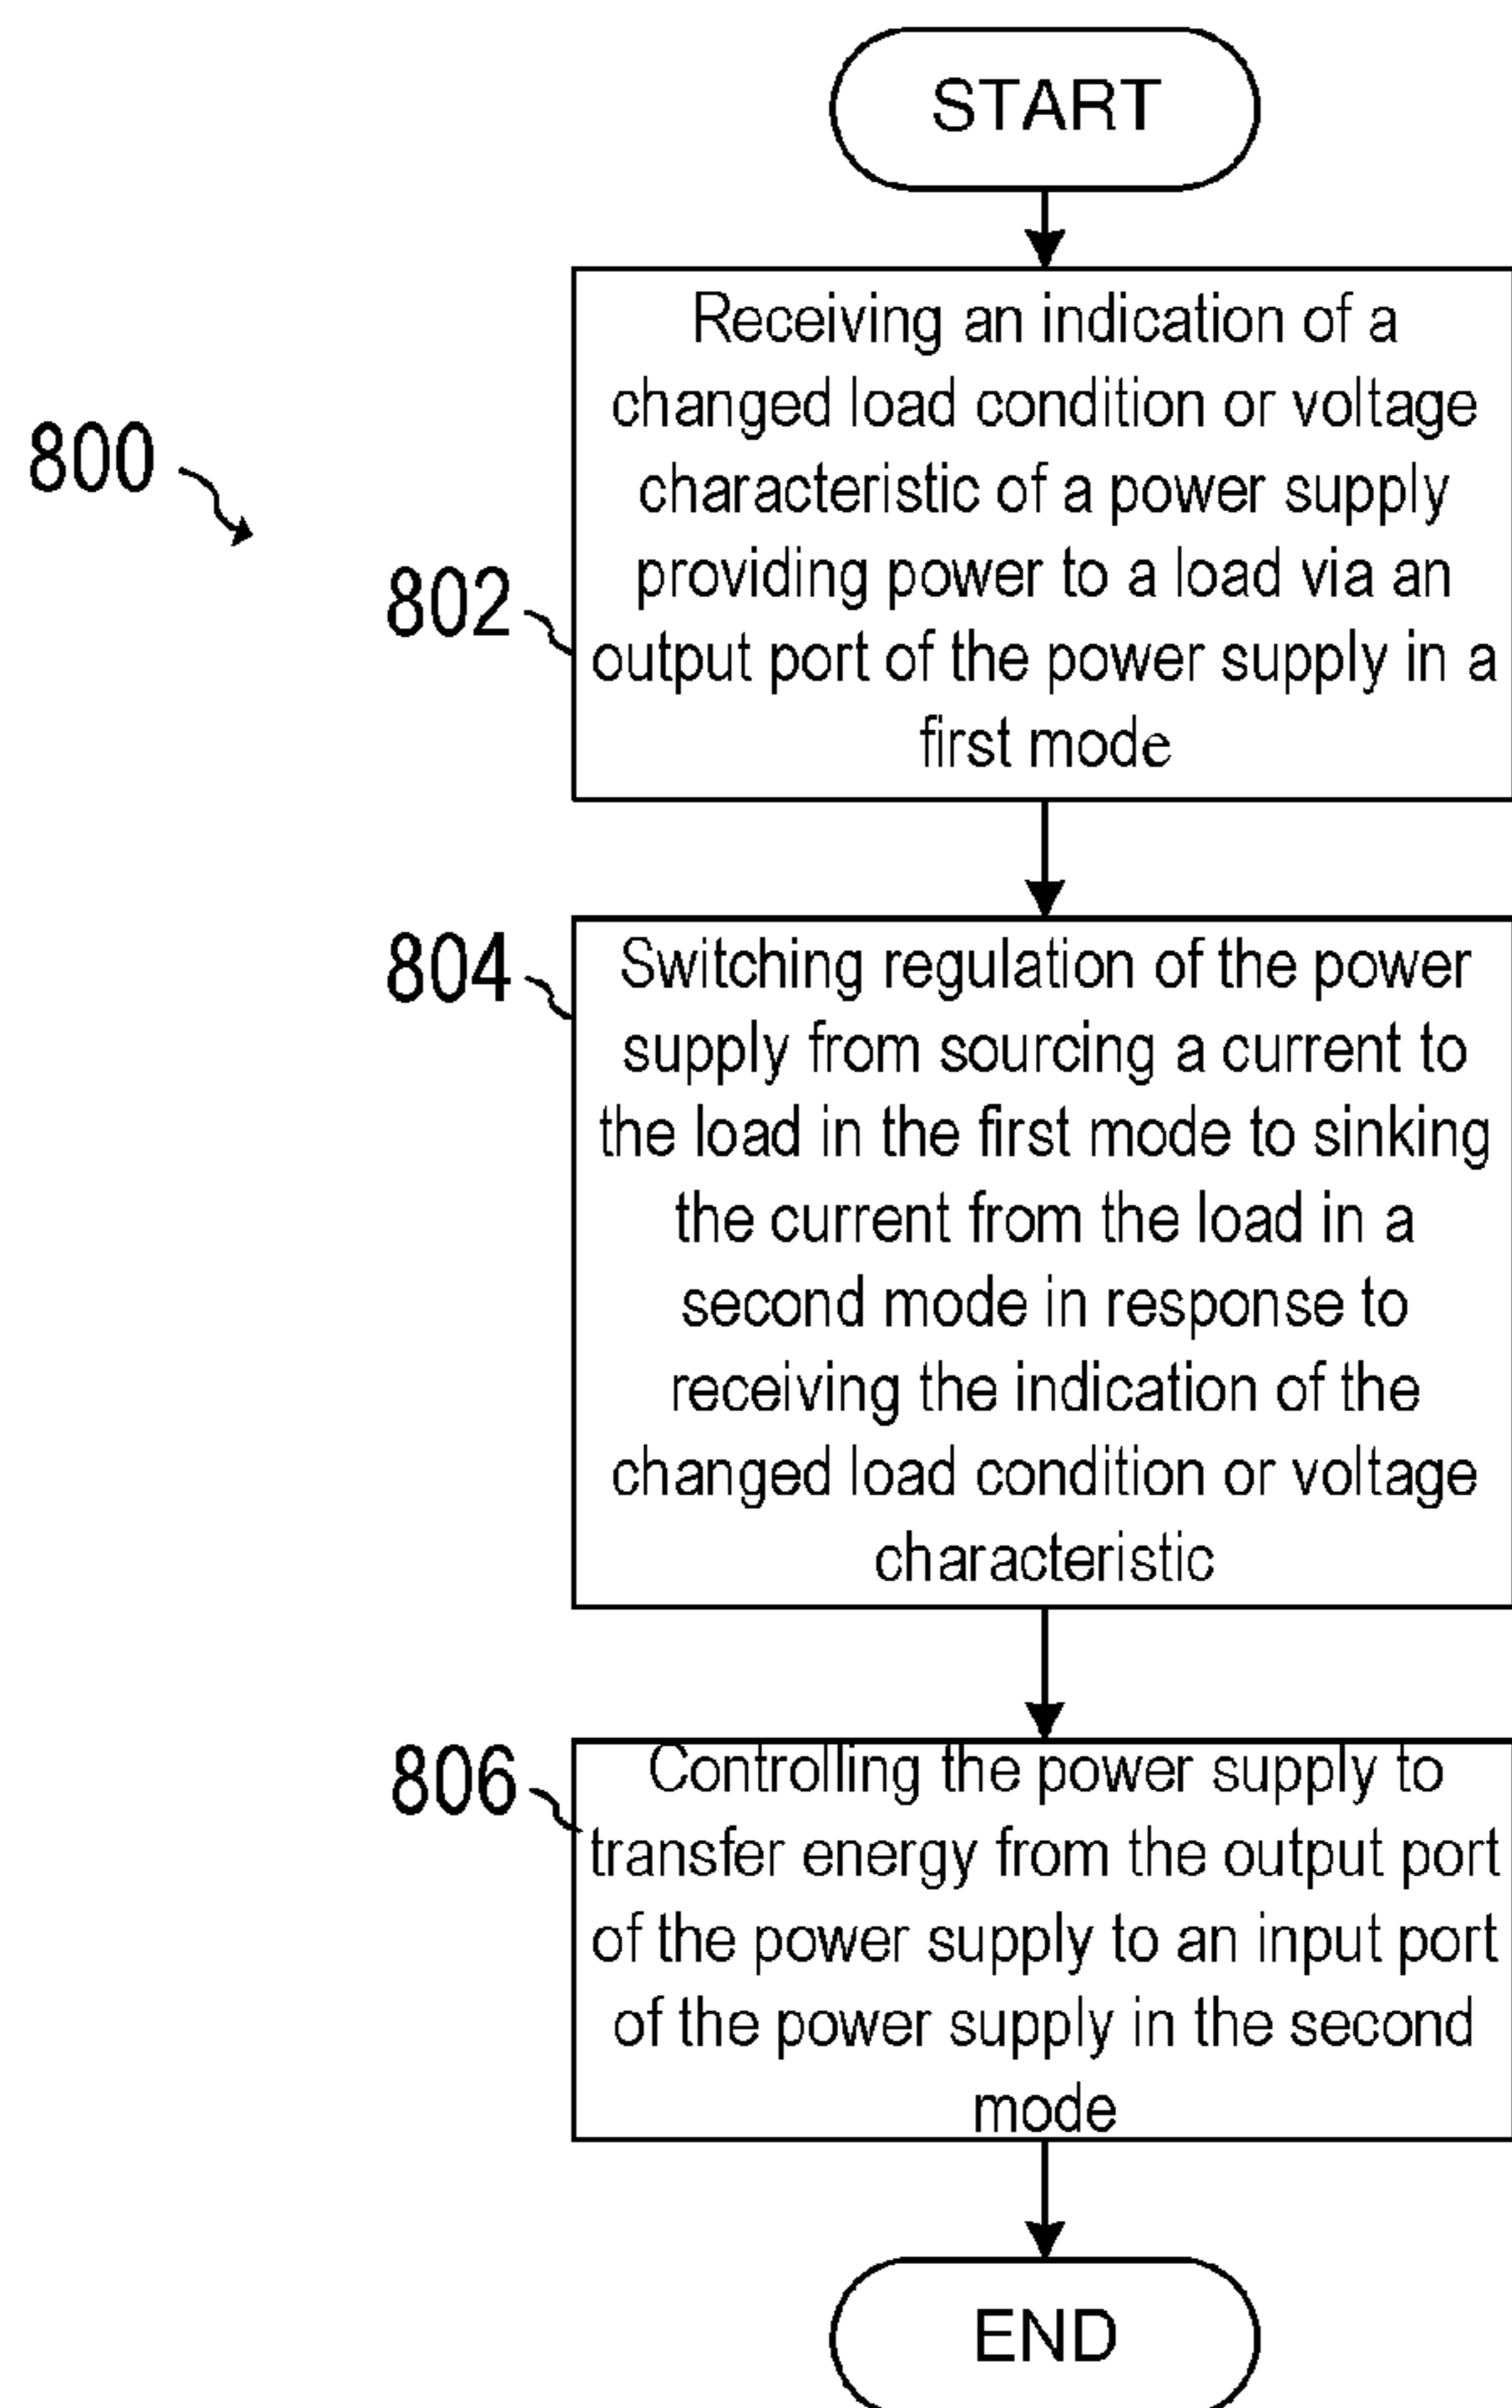 START
800
802
Receiving an indication of a
changed load condition or voltage
characteristic of a power supply
providing power to a load via an
output port of the power supply in a
first mode
804
Switching regulation of the power
supply from sourcing a current to
the load in the first mode to sinking
the current from the load in a
second mode in response to
receiving the indication of the
changed load condition or voltage
characteristic
806
Controlling the power supply to
transfer energy from the output port
of the power supply to an input port
of the power supply in the second
mode
END